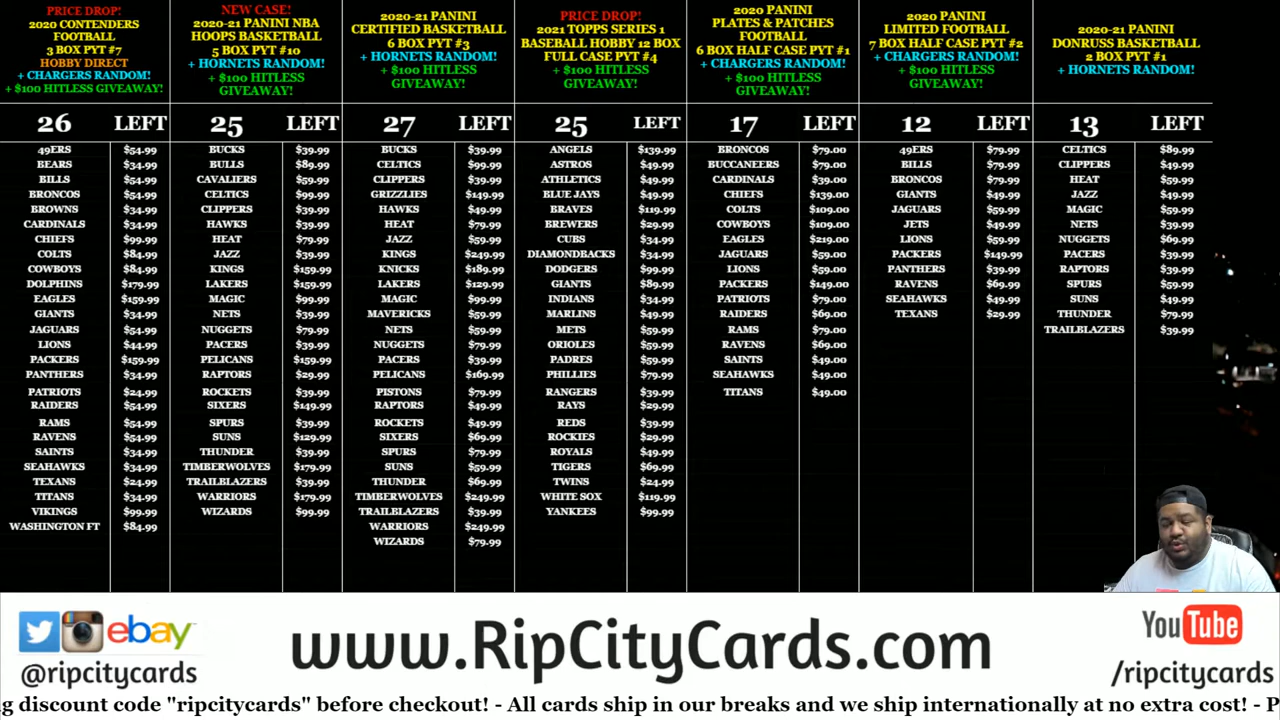 PRICE DROP!
2020 CONTENDERS
FOOTBALL
3 BOX PYT #7
HOBBY DIRECT
+ CHARGERS RANDOM!
+ $100 HITLESS GIVEAWAY!
26 LEFT
49ERS $54.99
BEARS $34.99
BILLS $54.99
BRONCOS $54.99
BROWNS $34.99
CARDINALS $34.99
CHIEFS $99.99
COLTS $84.99
COWBOYS $84.99
DOLPHINS $179.99
EAGLES $159.99
GIANTS $34.99
JAGUARS $54.99
LIONS $44.99
PACKERS $159.99
PANTHERS $34.99
PATRIOTS $24.99
RAIDERS $54.99
RAMS $54.99
RAVENS $54.99
SAINTS $34.99
SEAHAWKS $34.99
TEXANS $24.99
TITANS $34.99
VIKINGS $99.99
WASHINGTON FT $84.99
NEW CASE!
2020-21 PANINI NBA
HOOPS BASKETBALL
5 BOX PYT #10
+ HORNETS RANDOM!
+ $100 HITLESS
GIVEAWAY!
25 LEFT
BUCKS $39.99
BULLS $89.99
CAVALIERS $59.99
CELTICS $99.99
CLIPPERS $39.99
HAWKS $39.99
HEAT $79.99
JAZZ $39.99
KINGS $159.99
LAKERS $159.99
MAGIC $99.99
NETS $39.99
NUGGETS $79.99
PACERS $39.99
PELICANS $159.99
RAPTORS $29.99
ROCKETS $39.99
SIXERS $149.99
SPURS $39.99
SUNS $129.99
THUNDER $39.99
TIMBERWOLVES $179.99
TRAILBLAZERS $39.99
WARRIORS $179.99
WIZARDS $99.99
2020-21 PANINI
CERTIFIED BASKETBALL
6 BOX PYT #3
+ HORNETS RANDOM!
+ $100 HITLESS
GIVEAWAY!
27 LEFT
BUCKS $39.99
CELTICS $99.99
CLIPPERS $39.99
GRIZZLIES $149.99
HAWKS $49.99
HEAT $79.99
JAZZ $59.99
KINGS $249.99
KNICKS $189.99
LAKERS $129.99
MAGIC $99.99
MAVERICKS $59.99
NETS $59.99
NUGGETS $79.99
PACERS $39.99
PELICANS $169.99
PISTONS $79.99
RAPTORS $49.99
ROCKETS $49.99
SIXERS $69.99
SPURS $79.99
SUNS $59.99
THUNDER $69.99
TIMBERWOLVES $249.99
TRAILBLAZERS $39.99
WARRIORS $249.99
WIZARDS $79.99
PRICE DROP!
2021 TOPPS SERIES 1
BASEBALL HOBBY 12 BOX
FULL CASE PYT #4
+ $100 HITLESS
GIVEAWAY!
25 LEFT
ANGELS $139.99
ASTROS $49.99
ATHLETICS $49.99
BLUE JAYS $49.99
BRAVES $119.99
BREWERS $29.99
CUBS $34.99
DIAMONDBACKS $34.99
DODGERS $99.99
GIANTS $89.99
INDIANS $34.99
MARLINS $49.99
METS $59.99
ORIOLES $59.99
PADRES $59.99
PHILLIES $79.99
RANGERS $39.99
RAYS $29.99
REDS $39.99
ROCKIES $29.99
ROYALS $49.99
TIGERS $69.99
TWINS $24.99
WHITE SOX $119.99
YANKEES $99.99
2020 PANINI
PLATES & PATCHES
FOOTBALL
6 BOX HALF CASE PYT #1
+ CHARGERS RANDOM!
+ $100 HITLESS
GIVEAWAY!
17 LEFT
BRONCOS $79.00
BUCCANEERS $79.00
CARDINALS $39.00
CHIEFS $139.00
COLTS $109.00
COWBOYS $109.00
EAGLES $219.00
JAGUARS $59.00
LIONS $59.00
PACKERS $149.00
PATRIOTS $79.00
RAIDERS $69.00
RAMS $79.00
RAVENS $69.00
SAINTS $49.00
SEAHAWKS $49.00
TITANS $49.00
2020 PANINI
LIMITED FOOTBALL
7 BOX HALF CASE PYT #2
+ CHARGERS RANDOM!
+ $100 HITLESS
GIVEAWAY!
12 LEFT
49ERS $79.99
BILLS $79.99
BRONCOS $79.99
GIANTS $49.99
JAGUARS $59.99
JETS $49.99
LIONS $59.99
PACKERS $149.99
PANTHERS $39.99
RAVENS $69.99
SEAHAWKS $49.99
TEXANS $29.99
2020-21 PANINI
DONRUSS BASKETBALL
2 BOX PYT #1
+ HORNETS RANDOM!
13 LEFT
CELTICS $89.99
CLIPPERS $49.99
HEAT $59.99
JAZZ $49.99
MAGIC $59.99
NETS $39.99
NUGGETS $69.99
PACERS $39.99
RAPTORS $39.99
SPURS $59.99
SUNS $49.99
THUNDER $79.99
TRAILBLAZERS $39.99
ebay
@ripcitycards
www.RipCityCards.com
YouTube
/ripcitycards
g discount code "ripcitycards" before checkout! - All cards ship in our breaks and we ship internationally at no extra cost! - P